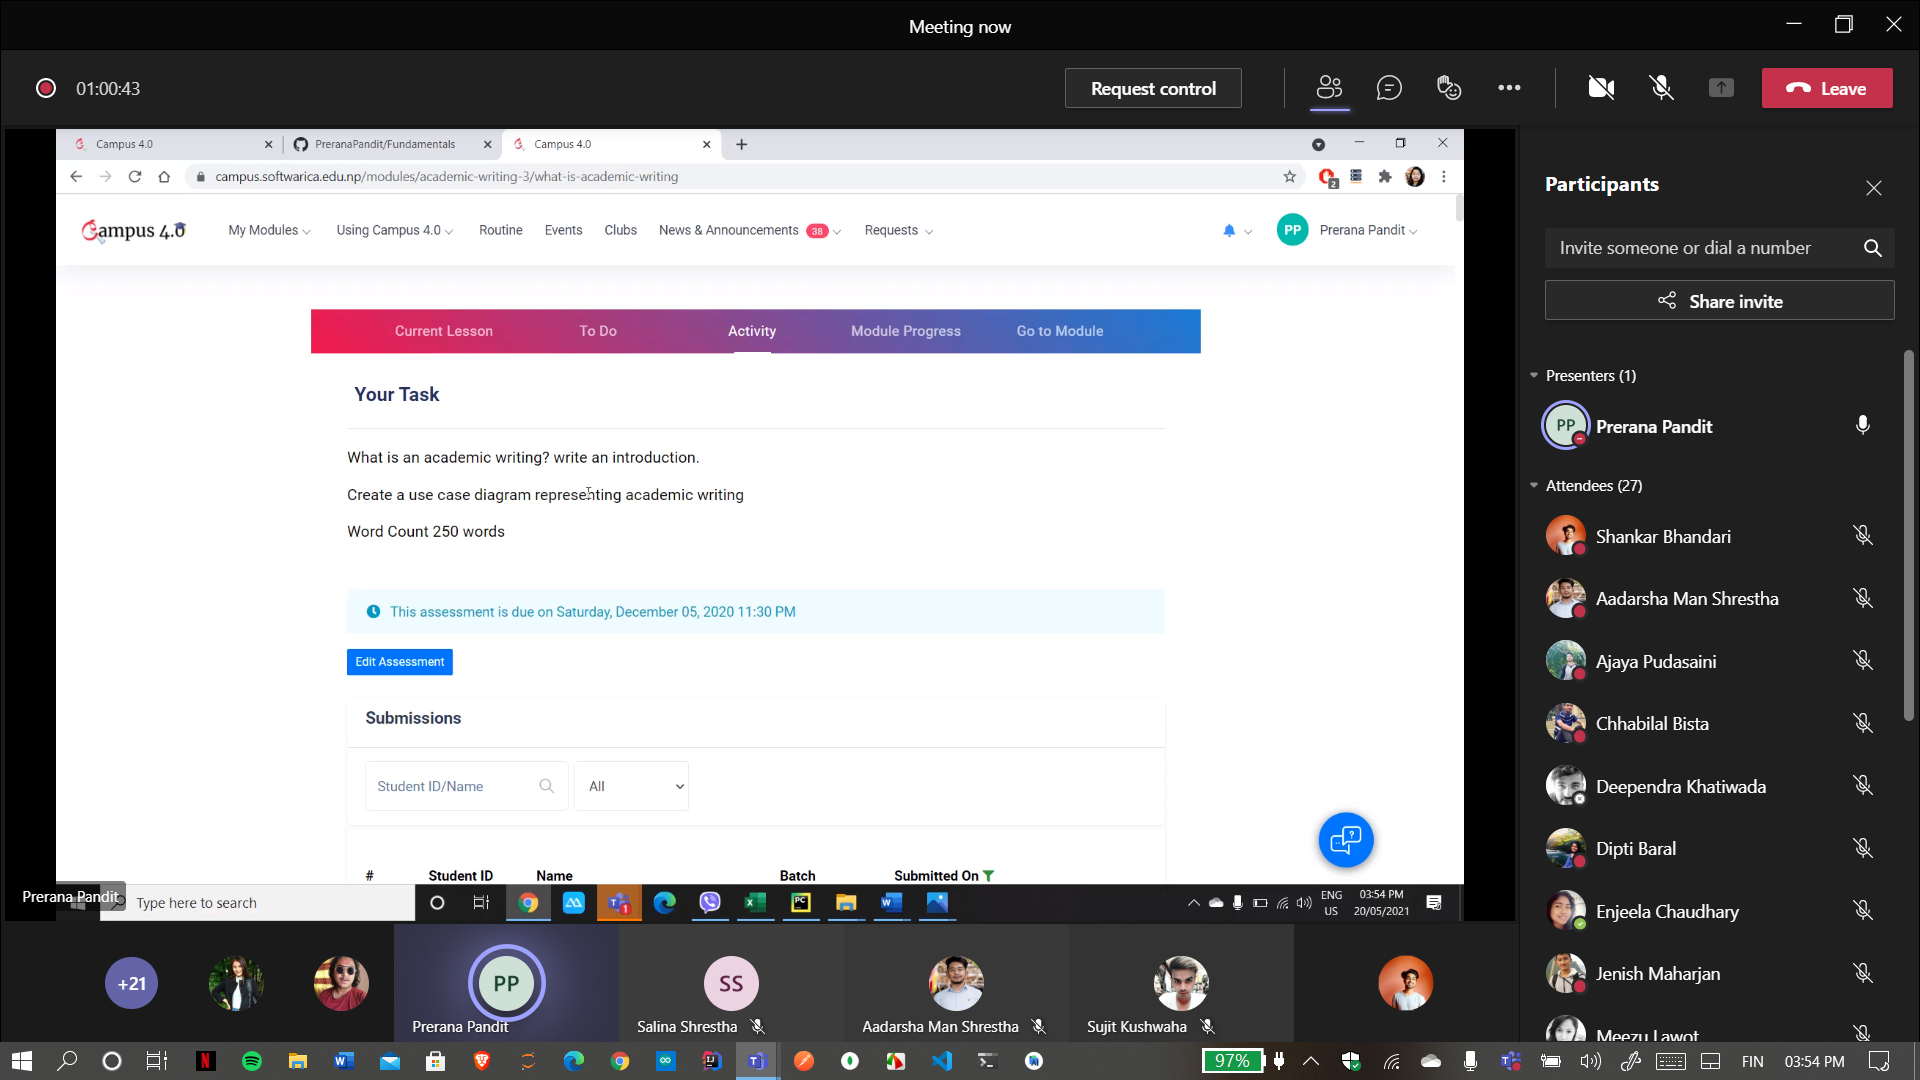 Meeting now
01:00:43
Request control
Leave
Campus 4.0
PreranaPandit/Fundamentals
Campus 4.0
campus.softwarica.edu.np/modules/academic-writing-3/what-is-academic-writing
2
Campus 4.0
My Modules
Using Campus 4.0
Routine
Events
Clubs
News & Announcements 38
Requests
PP
Prerana Pandit
Current Lesson
To Do
Activity
Module Progress
Go to Module
Your Task
What is an academic writing? write an introduction.
Create a use case diagram representing academic writing
Word Count 250 words
This assessment is due on Saturday, December 05, 2020 11:30 PM
Edit Assessment
Submissions
Student ID/Name
All
# Student ID Name Batch Submitted On
Prerana Pandit
Type here to search
1
PC
ENG
US
03:54 PM
20/05/2021
Participants
Invite someone or dial a number
Share invite
Presenters (1)
PP
Prerana Pandit
Attendees (27)
Shankar Bhandari
Aadarsha Man Shrestha
Ajaya Pudasaini
Chhabilal Bista
Deependra Khatiwada
Dipti Baral
Enjeela Chaudhary
Jenish Maharjan
Meezu Lawot
+21
PP
Prerana Pandit
SS
Salina Shrestha
Aadarsha Man Shrestha
Sujit Kushwaha
97%
FIN
03:54 PM